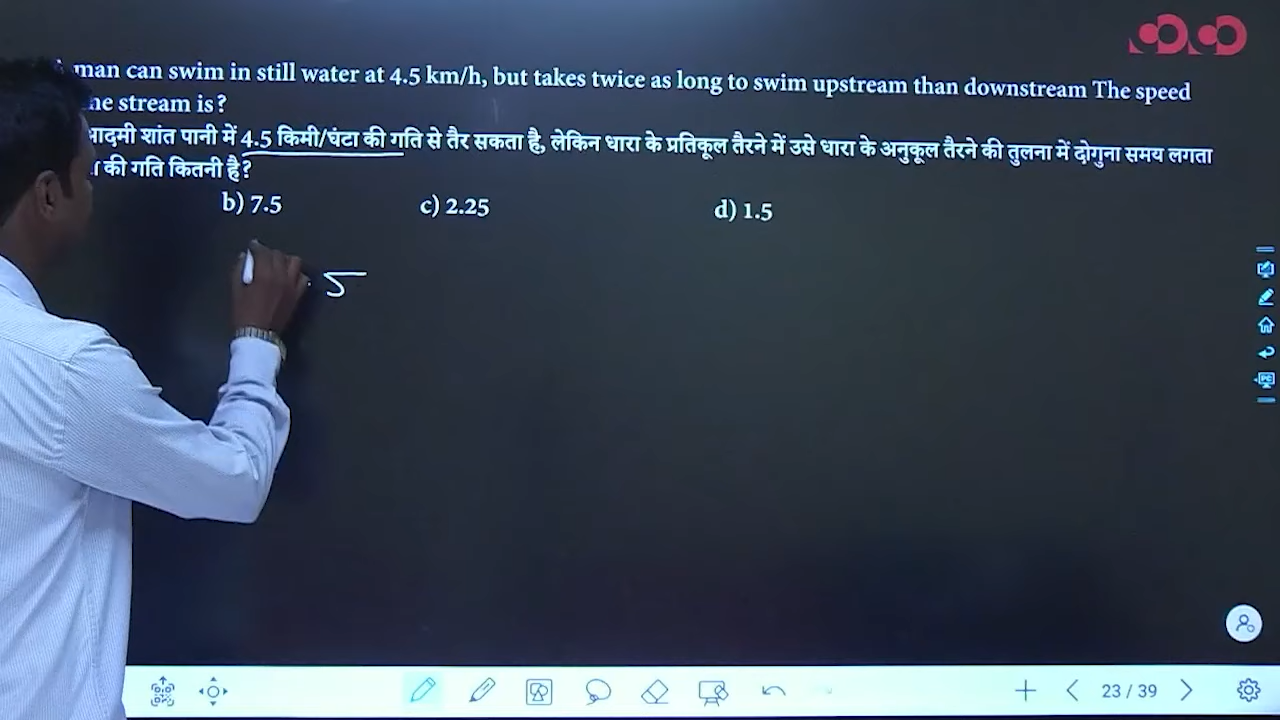 man can swim in still water at 4.5 km/h, but takes twice as long to swim upstream than downstream The speed
stream is?
आदमी शांत पानी में 4.5 किमी/घंटा की गति से तैर सकता है, लेकिन धारा के प्रतिकूल तैरने में उसे धारा के अनुकूल तैरने की तुलना में दोगुना समय लगता
की गति कितनी है?
b) 7.5 c) 2.25 d) 1.5
. 5
PC
23 / 39